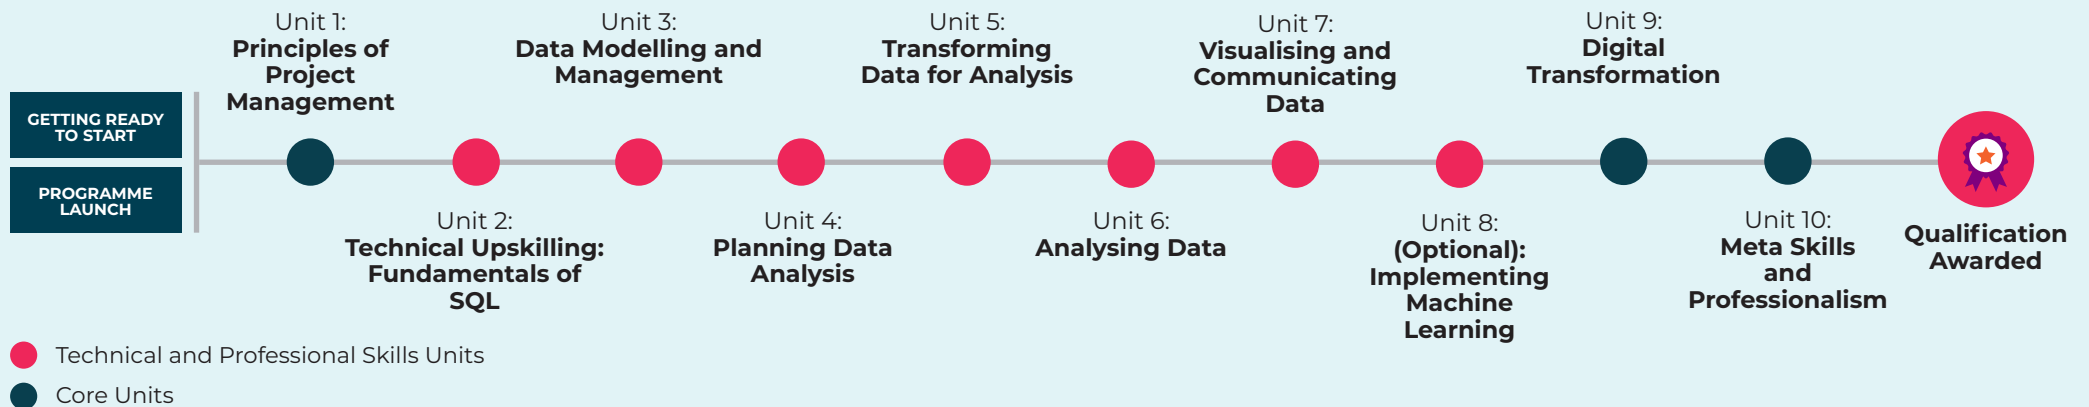 GETTING READY
TO START
PROGRAMME
LAUNCH
Unit 1:
Principles of
Project
Management
Unit 2:
Technical Upskilling:
Fundamentals of
SQL
Unit 3:
Data Modelling and
Management
Unit 4:
Planning Data
Analysis
Unit 5:
Transforming
Data for Analysis
Unit 6:
Analysing Data
Unit 7:
Visualising and
Communicating
Data
Unit 8:
(Optional):
Implementing
Machine
Learning
Unit 9:
Digital
Transformation
Unit 10:
Meta Skills
and
Professionalism
Qualification
Awarded
Technical and Professional Skills Units
Core Units